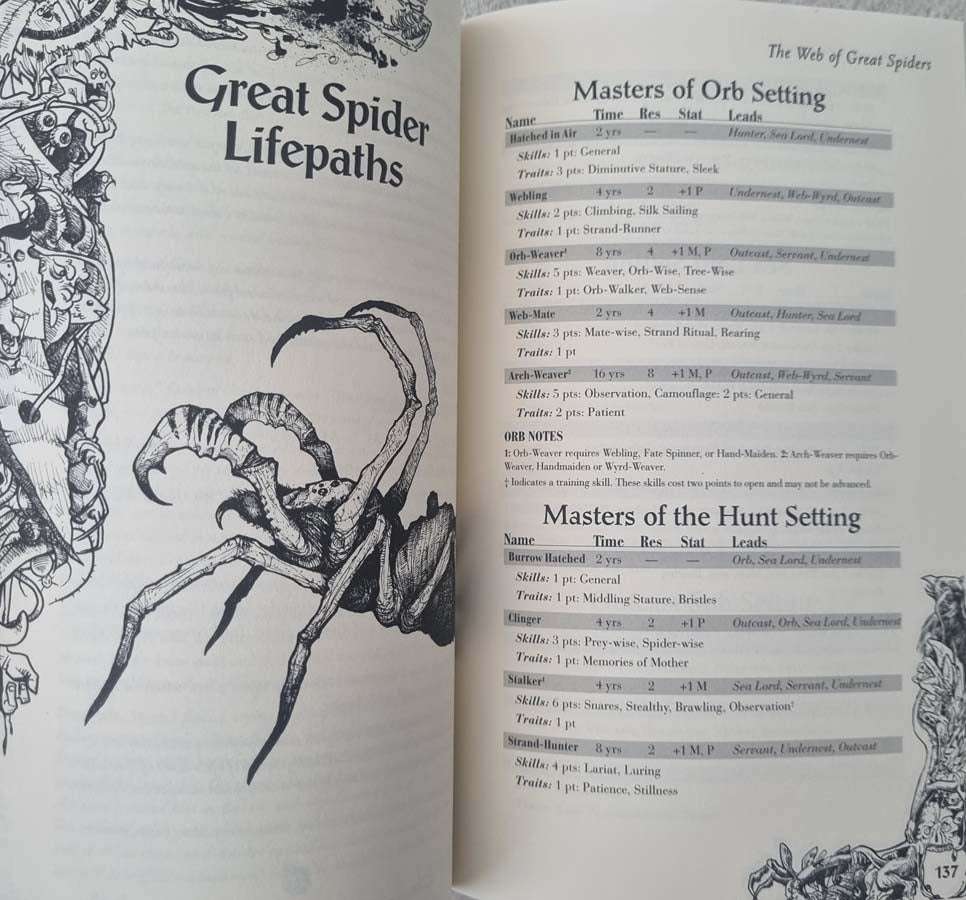 Great Spider
Lifepaths
The Web of Great Spiders
Masters of Orb Setting
Name Time Res Stat Leads
Hatched in Air 2 yrs — — Hunter, Sea Lord, Undernest
Skills: 1 pt: General
Traits: 3 pts: Diminutive Stature, Sleek
Webling 4 yrs 2 +1 P Undernest, Web-Wyrd, Outcast
Skills: 2 pts: Climbing, Silk Sailing
Traits: 1 pt: Strand-Runner
Orb-Weaver¹ 8 yrs 4 +1 M, P Outcast, Servant, Undernest
Skills: 5 pts: Weaver, Orb-Wise, Tree-Wise
Traits: 1 pt: Orb-Walker, Web-Sense
Web-Mate 2 yrs 4 +1 M Outcast, Hunter, Sea Lord
Skills: 3 pts: Mate-wise, Strand Ritual, Rearing
Traits: 1 pt
Arch-Weaver² 16 yrs 8 +1 M, P Outcast, Web-Wyrd, Servant
Skills: 5 pts: Observation, Camouflage; 2 pts: General
Traits: 2 pts: Patient
ORB NOTES
1: Orb-Weaver requires Webling, Fate Spinner, or Hand-Maiden. 2: Arch-Weaver requires Orb-
Weaver, Handmaiden or Wyrd-Weaver.
‡ Indicates a training skill. These skills cost two points to open and may not be advanced.
Masters of the Hunt Setting
Name Time Res Stat Leads
Burrow Hatched 2 yrs — — Orb, Sea Lord, Undernest
Skills: 1 pt: General
Traits: 1 pt: Middling Stature, Bristles
Clinger 4 yrs 2 +1 P Outcast, Orb, Sea Lord, Undernest
Skills: 3 pts: Prey-wise, Spider-wise
Traits: 1 pt: Memories of Mother
Stalker¹ 4 yrs 2 +1 M Sea Lord, Servant, Undernest
Skills: 6 pts: Snares, Stealthy, Brawling, Observation‡
Traits: 1 pt
Strand-Hunter 8 yrs 2 +1 M, P Servant, Undernest, Outcast
Skills: 4 pts: Lariat, Luring
Traits: 1 pt: Patience, Stillness
137